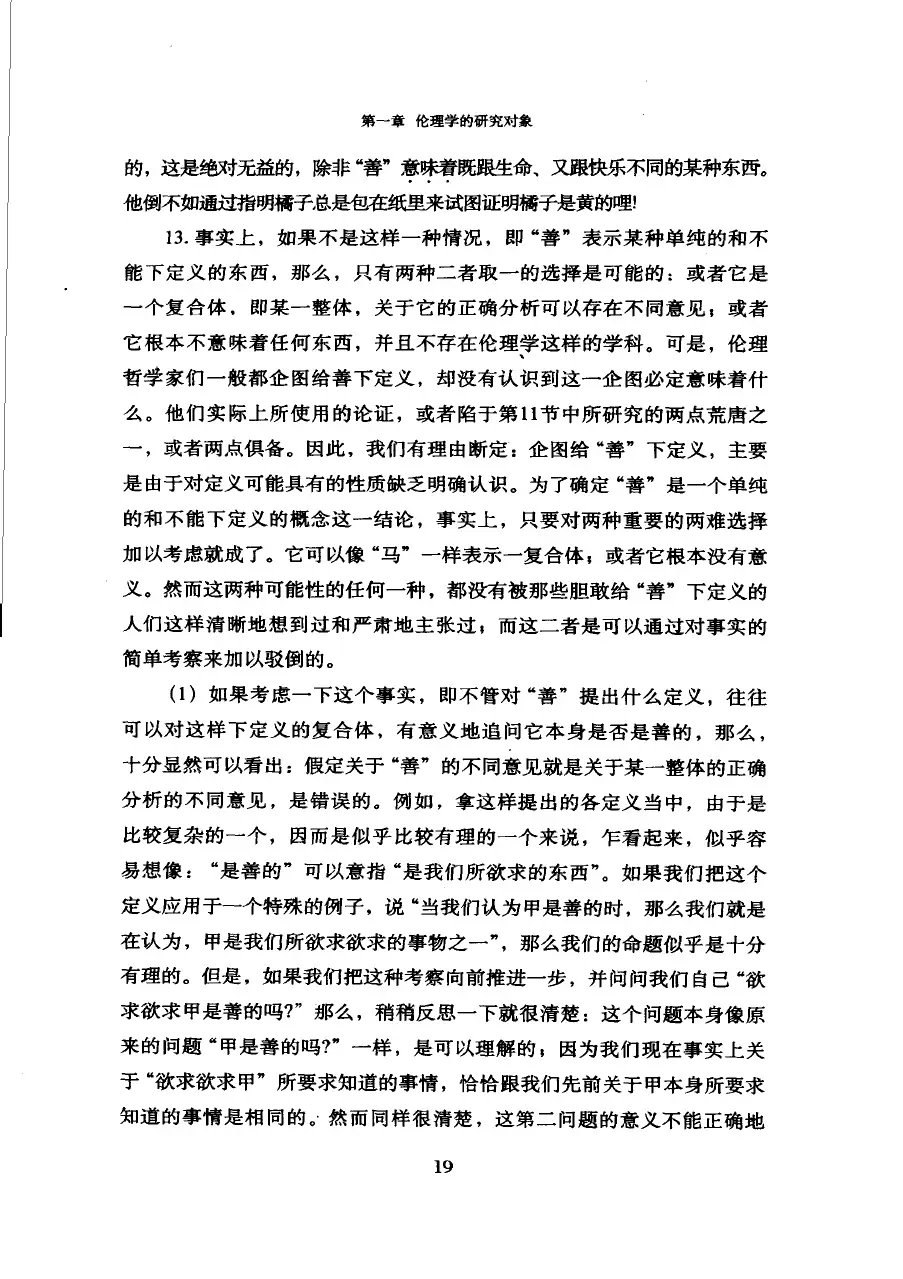 第一章 伦理学的研究对象
的，这是绝对无益的，除非“善”意味着既跟生命、又跟快乐不同的某种东西。
他倒不如通过指明橘子总是包在纸里来试图证明橘子是黄的哩!
13. 事实上，如果不是这样一种情况，即“善”表示某种单纯的和不
能下定义的东西，那么，只有两种二者取一的选择是可能的：或者它是
一个复合体，即某一整体，关于它的正确分析可以存在不同意见；或者
它根本不意味着任何东西，并且不存在伦理学这样的学科。可是，伦理
哲学家们一般都企图给善下定义，却没有认识到这一企图必定意味着什
么。他们实际上所使用的论证，或者陷于第11节中所研究的两点荒唐之
一，或者两点俱备。因此，我们有理由断定：企图给“善”下定义，主要
是由于对定义可能具有的性质缺乏明确认识。为了确定“善”是一个单纯
的和不能下定义的概念这一结论，事实上，只要对两种重要的两难选择
加以考虑就成了。它可以像“马”一样表示一复合体；或者它根本没有意
义。然而这两种可能性的任何一种，都没有被那些胆敢给“善”下定义的
人们这样清晰地想到过和严肃地主张过；而这二者是可以通过对事实的
简单考察来加以驳倒的。
（1）如果考虑一下这个事实，即不管对“善”提出什么定义，往往
可以对这样下定义的复合体，有意义地追问它本身是否是善的，那么，
十分显然可以看出：假定关于“善”的不同意见就是关于某一整体的正确
分析的不同意见，是错误的。例如，拿这样提出的各定义当中，由于是
比较复杂的一个，因而是似乎比较有理的一个来说，乍看起来，似乎容
易想像：“是善的”可以意指“是我们所欲求的东西”。如果我们把这个
定义应用于一个特殊的例子，说“当我们认为甲是善的时，那么我们就是
在认为，甲是我们所欲求欲求的事物之一”，那么我们的命题似乎是十分
有理的。但是，如果我们把这种考察向前推进一步，并问问我们自己“欲
求欲求甲是善的吗?”那么，稍稍反思一下就很清楚：这个问题本身像原
来的问题“甲是善的吗?”一样，是可以理解的；因为我们现在事实上关
于“欲求欲求甲”所要求知道的事情，恰恰跟我们先前关于甲本身所要求
知道的事情是相同的。然而同样很清楚，这第二问题的意义不能正确地
19